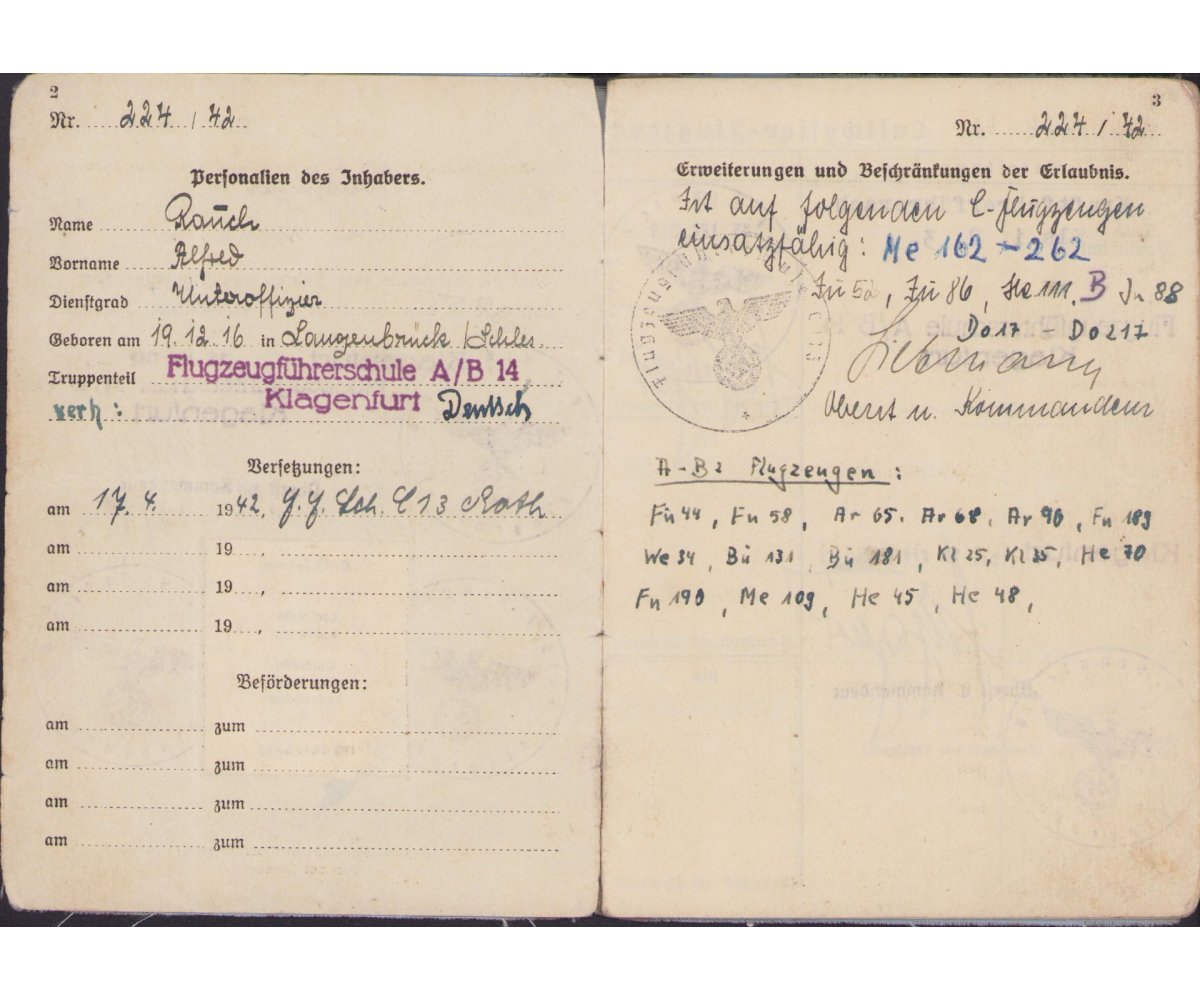 2
Nr. 224 / 42
Personalien des Inhabers.
Name Rauch
Vorname Alfred
Dienstgrad Unteroffizier
Geboren am 19.12.16 in Langenbrück/Schles.
Truppenteil Flugzeugführerschule A/B 14
Klagenfurt Deutsch
verh:
Versetzungen:
am 17. 4. 1942, F.F. Sch. C 13 Roth
am 19 ,
am 19 ,
am 19 ,
Beförderungen:
am zum
am zum
am zum
am zum
3
Nr. 224 / 42
Erweiterungen und Beschränkungen der Erlaubnis.
Ist auf folgenden C-Flugzeugen
einsatzfähig: Me 162 - 262
Ju 52, Ju 86, He 111, B Ju 88
Do 17 - Do 217
Oberst u. Kommandeur
A-B2 Flugzeugen:
Fw 44, Fw 58, Ar 65. Ar 68, Ar 96, Fw 189
We 34, Bü 131, Bü 181, Kl 25, Kl 35, He 70
Fw 190, Me 109, He 45, He 48,